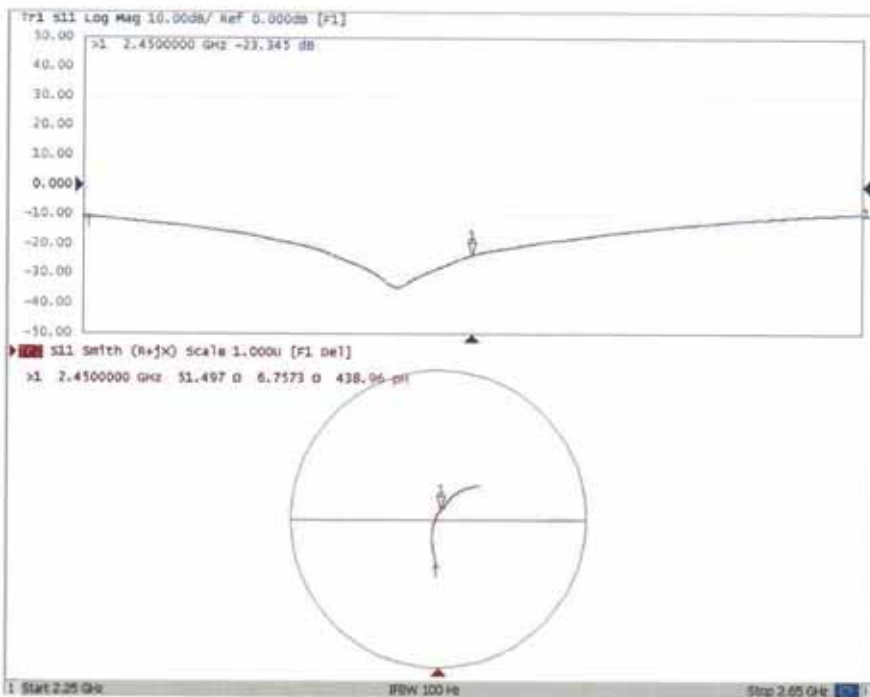 Tr1 S11 Log Mag 10.00dB/ Ref 0.000dB [F1]
50.00
>1 2.4500000 GHz -23.345 dB
40.00
30.00
20.00
10.00
0.000
-10.00
1
-20.00
-30.00
-40.00
-50.00
S11 Smith (R+jX) Scale 1.000U [F1 Del]
>1 2.4500000 GHz 51.497 Ω 6.7573 Ω 438.96 pH
1
1 Start 2.25 GHz IFBW 100 Hz Stop 2.65 GHz